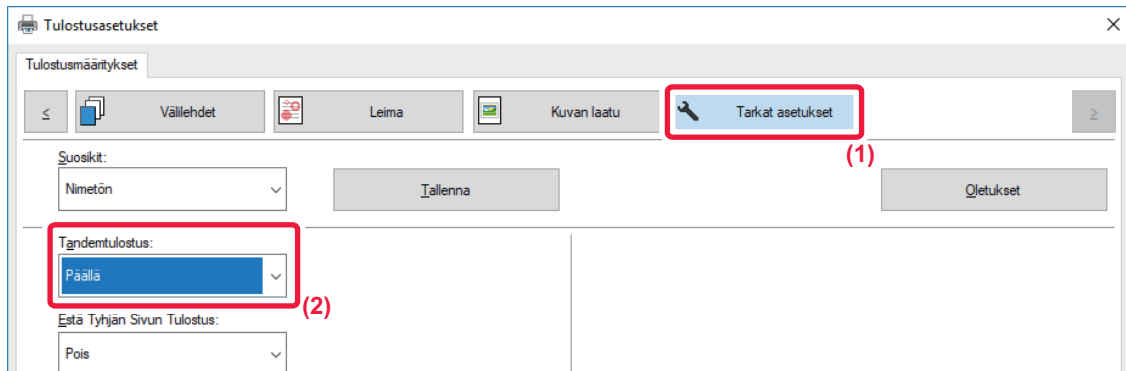 Tulostusasetukset
Tulostusmääritykset
< Välilehdet Leima Kuvan laatu Tarkat asetukset >
(1)
Suosikit:
Nimetön Tallenna Oletukset
Tandemtulostus:
Päällä
(2)
Estä Tyhjän Sivun Tulostus:
Pois